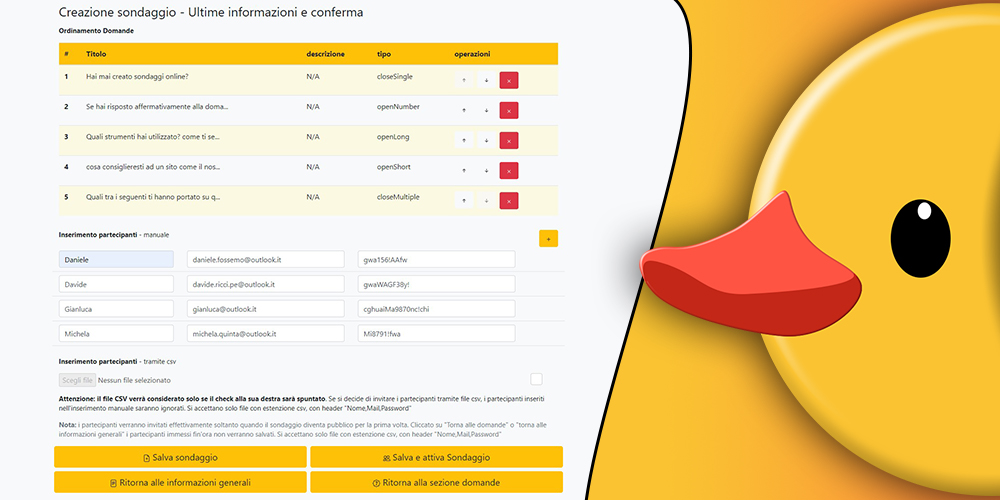 Creazione sondaggio - Ultime informazioni e conferma
Ordinamento Domande
# Titolo descrizione tipo operazioni
1 Hai mai creato sondaggi online? N/A closeSingle ↑ ↓ ×
2 Se hai risposto affermativamente alla doma... N/A openNumber ↑ ↓ ×
3 Quali strumenti hai utilizzato? come ti se... N/A openLong ↑ ↓ ×
4 cosa consiglieresti ad un sito come il nos... N/A openShort ↑ ↓ ×
5 Quali tra i seguenti ti hanno portato su q... N/A closeMultiple ↑ ↓ ×
Inserimento partecipanti - manuale +
Daniele daniele.fossemo@outlook.it gwa156!AAfw
Davide davide.ricci.pe@outlook.it gwaWAGF38y!
Gianluca gianluca@outlook.it cghuaiMa9870nc!chi
Michela michela.quinta@outlook.it Mi8791!fwa
Inserimento partecipanti - tramite csv
Scegli file Nessun file selezionato
Attenzione: il file CSV verrà considerato solo se il check alla sua destra sarà spuntato. Se si decide di invitare i partecipanti tramite file csv, i partecipanti inseriti
nell'inserimento manuale saranno ignorati. Si accettano solo file con estenzione csv, con header "Nome,Mail,Password"
Nota: i partecipanti verranno invitati effettivamente soltanto quando il sondaggio diventa pubblico per la prima volta. Cliccato su "Torna alle domande" o "torna alle
informazioni generali" i partecipanti immessi fin'ora non verranno salvati. Si accettano solo file con estenzione csv, con header "Nome,Mail,Password"
Salva sondaggio Salva e attiva Sondaggio
Ritorna alle informazioni generali Ritorna alla sezione domande